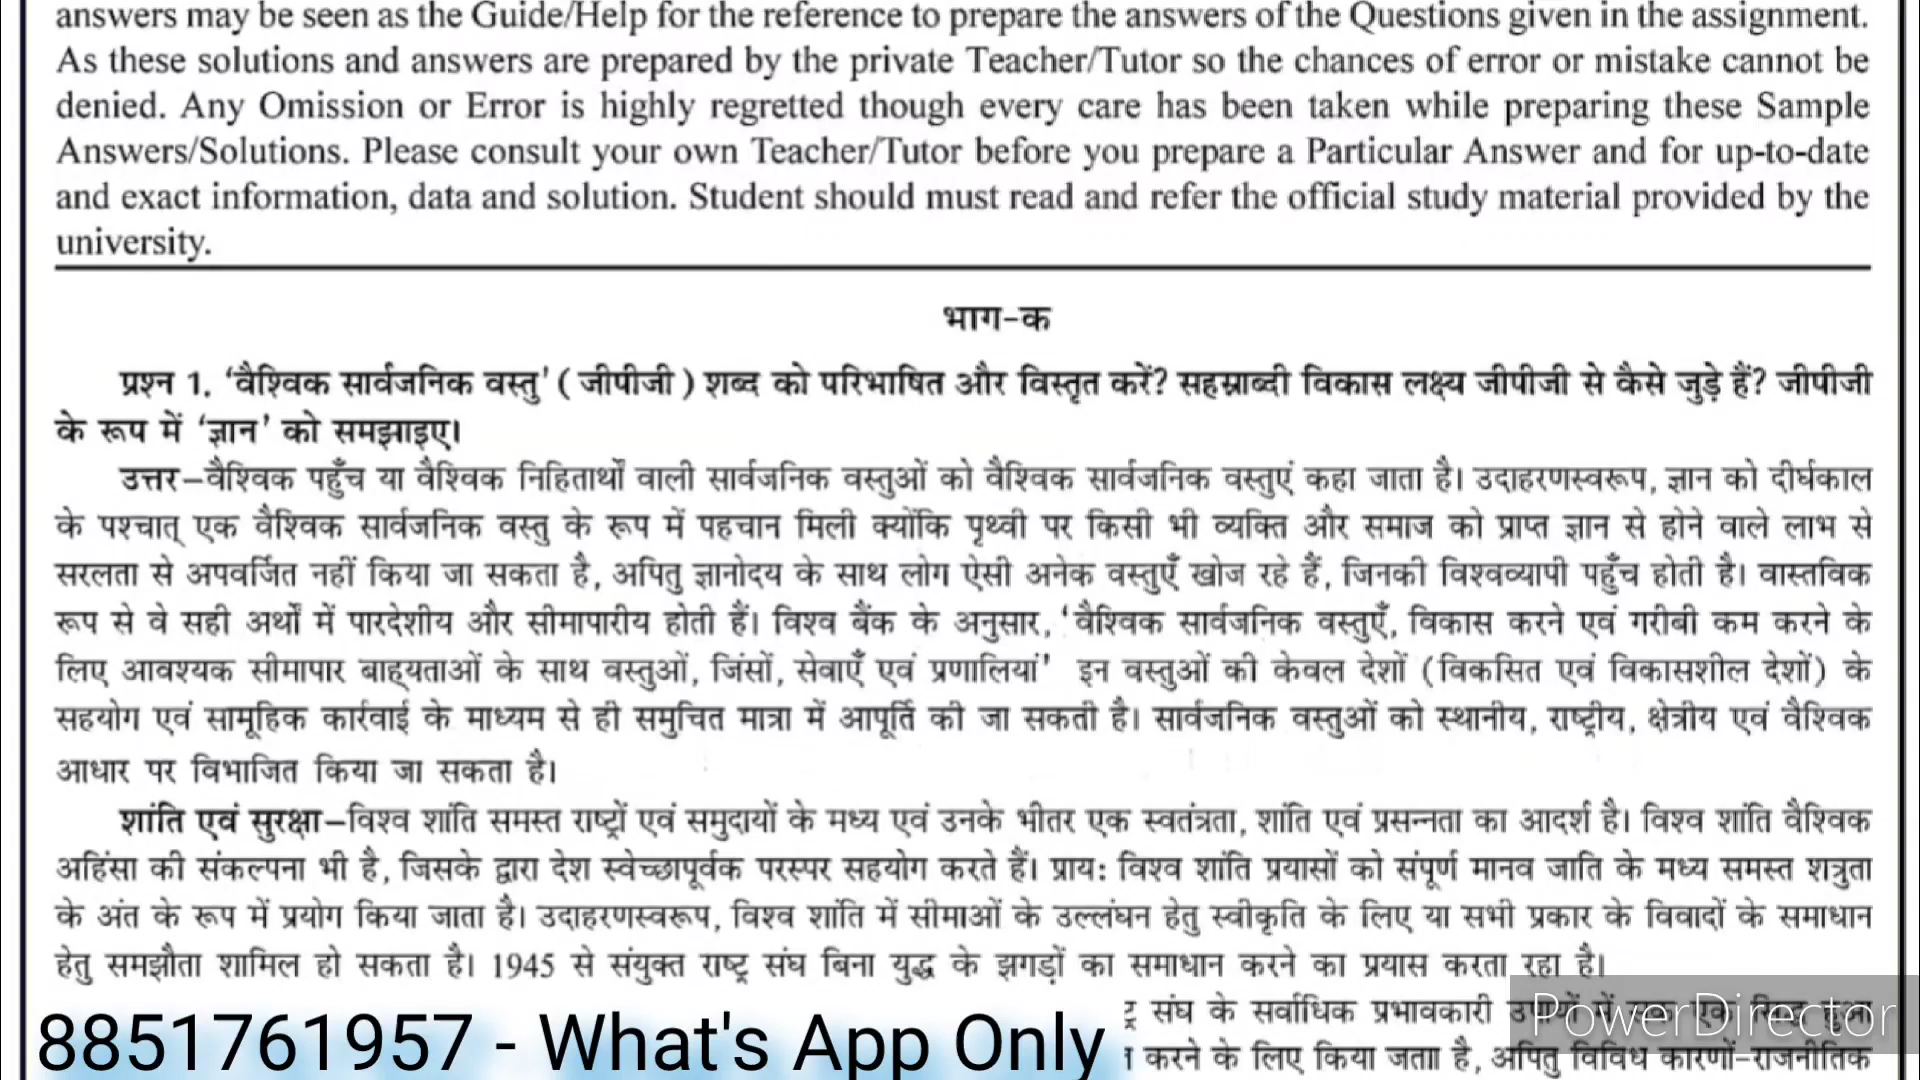 answers may be seen as the Guide/Help for the reference to prepare the answers of the Questions given in the assignment.
As these solutions and answers are prepared by the private Teacher/Tutor so the chances of error or mistake cannot be
denied. Any Omission or Error is highly regretted though every care has been taken while preparing these Sample
Answers/Solutions. Please consult your own Teacher/Tutor before you prepare a Particular Answer and for up-to-date
and exact information, data and solution. Student should must read and refer the official study material provided by the
university.
भाग-क
प्रश्न 1. ‘वैश्विक सार्वजनिक वस्तु’ ( जीपीजी ) शब्द को परिभाषित और विस्तृत करें? सहस्राब्दी विकास लक्ष्य जीपीजी से कैसे जुड़े हैं? जीपीजी
के रूप में ‘ज्ञान’ को समझाइए।
उत्तर–वैश्विक पहुँच या वैश्विक निहितार्थों वाली सार्वजनिक वस्तुओं को वैश्विक सार्वजनिक वस्तुएं कहा जाता है। उदाहरणस्वरूप, ज्ञान को दीर्घकाल
के पश्चात् एक वैश्विक सार्वजनिक वस्तु के रूप में पहचान मिली क्योंकि पृथ्वी पर किसी भी व्यक्ति और समाज को प्राप्त ज्ञान से होने वाले लाभ से
सरलता से अपवर्जित नहीं किया जा सकता है, अपितु ज्ञानोदय के साथ लोग ऐसी अनेक वस्तुएँ खोज रहे हैं, जिनकी विश्वव्यापी पहुँच होती है। वास्तविक
रूप से वे सही अर्थों में पारदेशीय और सीमापारीय होती हैं। विश्व बैंक के अनुसार, ‘वैश्विक सार्वजनिक वस्तुएँ, विकास करने एवं गरीबी कम करने के
लिए आवश्यक सीमापार बाह्यताओं के साथ वस्तुओं, जिंसों, सेवाएँ एवं प्रणालियां’ इन वस्तुओं की केवल देशों (विकसित एवं विकासशील देशों) के
सहयोग एवं सामूहिक कार्रवाई के माध्यम से ही समुचित मात्रा में आपूर्ति की जा सकती है। सार्वजनिक वस्तुओं को स्थानीय, राष्ट्रीय, क्षेत्रीय एवं वैश्विक
आधार पर विभाजित किया जा सकता है।
शांति एवं सुरक्षा–विश्व शांति समस्त राष्ट्रों एवं समुदायों के मध्य एवं उनके भीतर एक स्वतंत्रता, शांति एवं प्रसन्नता का आदर्श है। विश्व शांति वैश्विक
अहिंसा की संकल्पना भी है, जिसके द्वारा देश स्वेच्छापूर्वक परस्पर सहयोग करते हैं। प्राय: विश्व शांति प्रयासों को संपूर्ण मानव जाति के मध्य समस्त शत्रुता
के अंत के रूप में प्रयोग किया जाता है। उदाहरणस्वरूप, विश्व शांति में सीमाओं के उल्लंघन हेतु स्वीकृति के लिए या सभी प्रकार के विवादों के समाधान
हेतु समझौता शामिल हो सकता है। 1945 से संयुक्त राष्ट्र संघ बिना युद्ध के झगड़ों का समाधान करने का प्रयास करता रहा है।
संघ के सर्वाधिक प्रभावकारी उपायों में
PowerDirector
8851761957 - What's App Only
करने के लिए किया जताा है, अपितु विविध कारणों–राजनीतिक